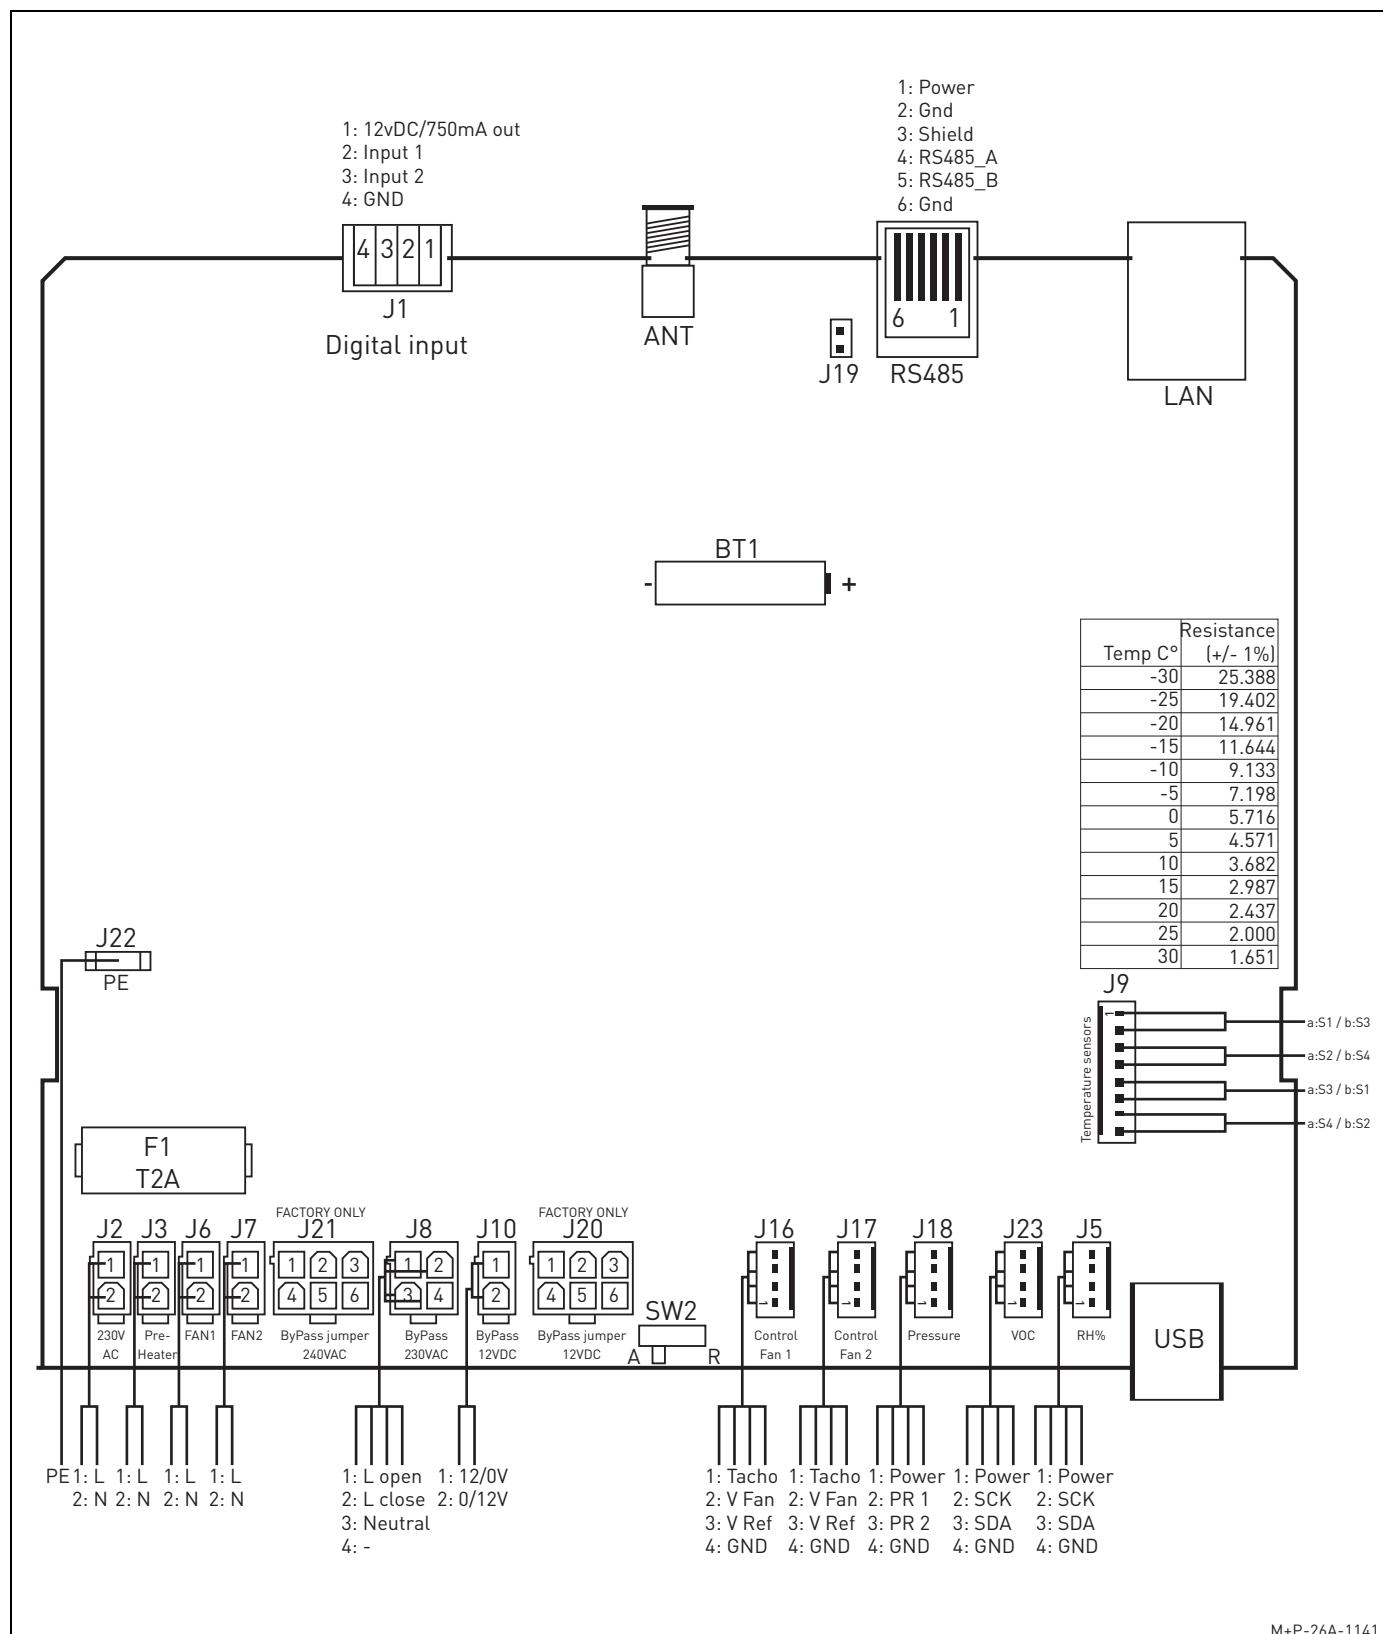 1: Power
2: Gnd
3: Shield
4: RS485_A
5: RS485_B
6: Gnd
1: 12vDC/750mA out
2: Input 1
3: Input 2
4: GND
4 3 2 1
J1
Digital input
ANT
J19
6 1
RS485
LAN
BT1
- +
Temp C° Resistance (+/- 1%)
-30 25.388
-25 19.402
-20 14.961
-15 11.644
-10 9.133
-5 7.198
0 5.716
5 4.571
10 3.682
15 2.987
20 2.437
25 2.000
30 1.651
J22
PE
J9
Temperature sensors
1
a:S1 / b:S3
a:S2 / b:S4
a:S3 / b:S1
a:S4 / b:S2
F1
T2A
FACTORY ONLY FACTORY ONLY
J2 J3 J6 J7 J21 J8 J10 J20 J16 J17 J18 J23 J5
1 1 1 1 1 2 3 1 2 1 1 2 3
2 2 2 2 4 5 6 3 4 2 4 5 6
1 1 1 1 1
SW2
A R
230V AC
Pre-Heater
FAN1
FAN2
ByPass jumper 240VAC
ByPass 230VAC
ByPass 12VDC
ByPass jumper 12VDC
Control Fan 1
Control Fan 2
Pressure
VOC
RH%
USB
PE 1: L 1: L 1: L 1: L
2: N 2: N 2: N 2: N
1: L open
2: L close
3: Neutral
4: -
1: 12/0V
2: 0/12V
1: Tacho
2: V Fan
3: V Ref
4: GND
1: Tacho
2: V Fan
3: V Ref
4: GND
1: Power
2: PR 1
3: PR 2
4: GND
1: Power
2: SCK
3: SDA
4: GND
1: Power
2: SCK
3: SDA
4: GND
M+P-26A-1141